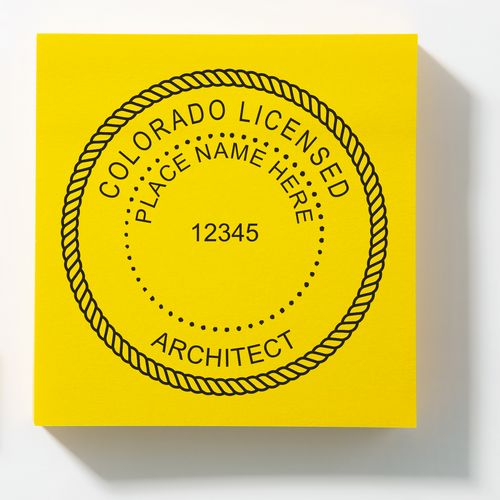 COLORADO LICENSED
PLACE NAME HERE
12345
ARCHITECT